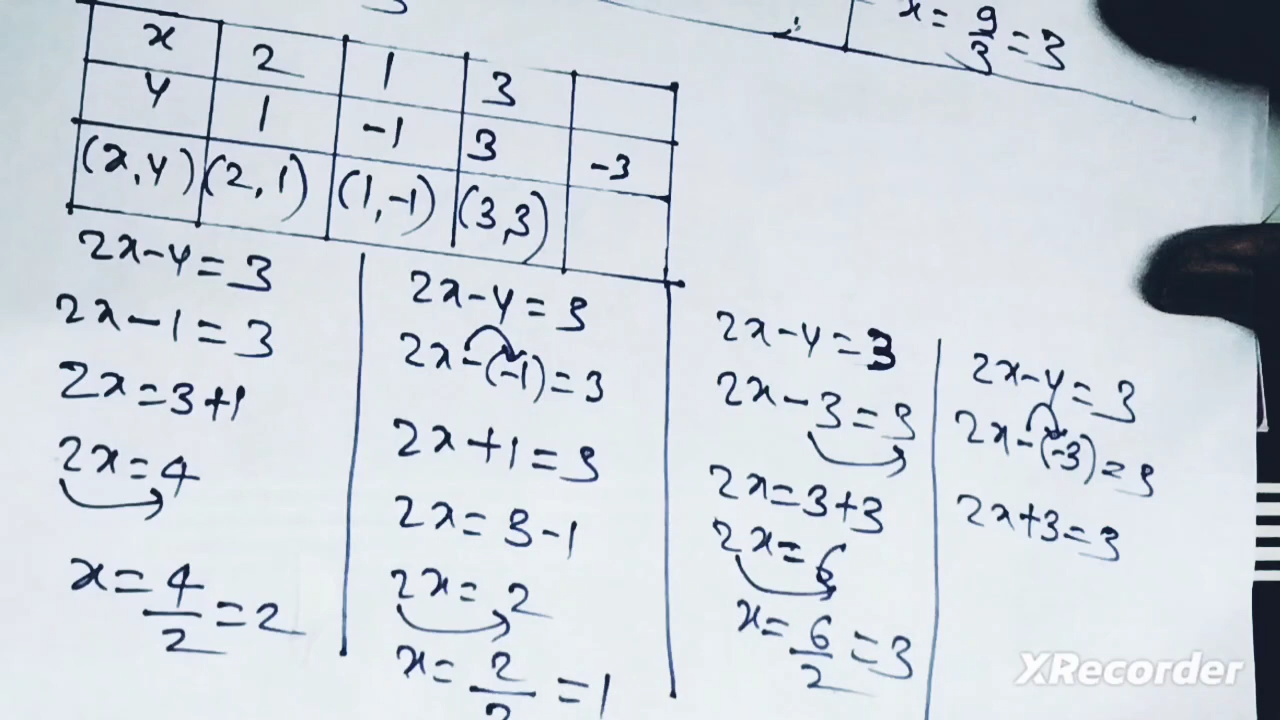 x = 9/3 = 3
x 2 1 3
y 1 -1 3 -3
(x,y) (2,1) (1,-1) (3,3)
2x-y=3
2x-1=3
2x=3+1
2x=4
x=4/2=2
2x-y=3
2x-(-1)=3
2x+1=3
2x=3-1
2x=2
x=2/2=1
2x-y=3
2x-3=3
2x=3+3
2x=6
x=6/2=3
2x-y=3
2x-(-3)=3
2x+3=3
XRecorder